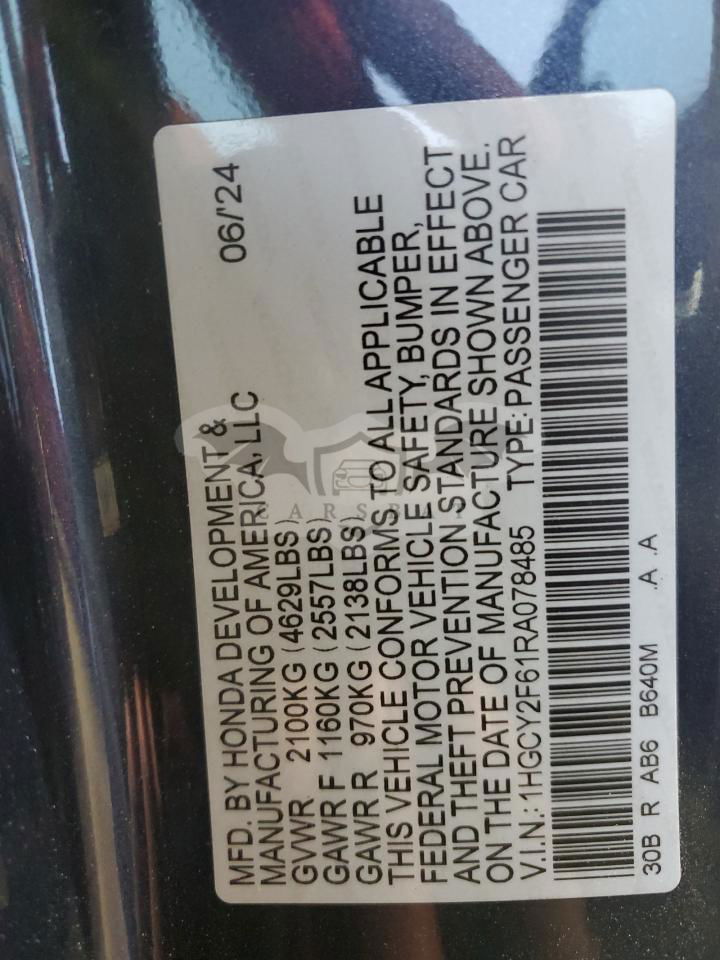 MFD. BY HONDA DEVELOPMENT & 06/'24
MANUFACTURING OF AMERICA, LLC
GVWR 2100KG (4629LBS)
GAWR F 1160KG (2557LBS)
GAWR R 970KG (2138LBS)
THIS VEHICLE CONFORMS TO ALL APPLICABLE
FEDERAL MOTOR VEHICLE SAFETY, BUMPER,
AND THEFT PREVENTION STANDARDS IN EFFECT
ON THE DATE OF MANUFACTURE SHOWN ABOVE.
V.I.N.: 1HGCY2F61RA078485 TYPE: PASSENGER CAR
30B R AB6 B640M .A .A
CARSBAY